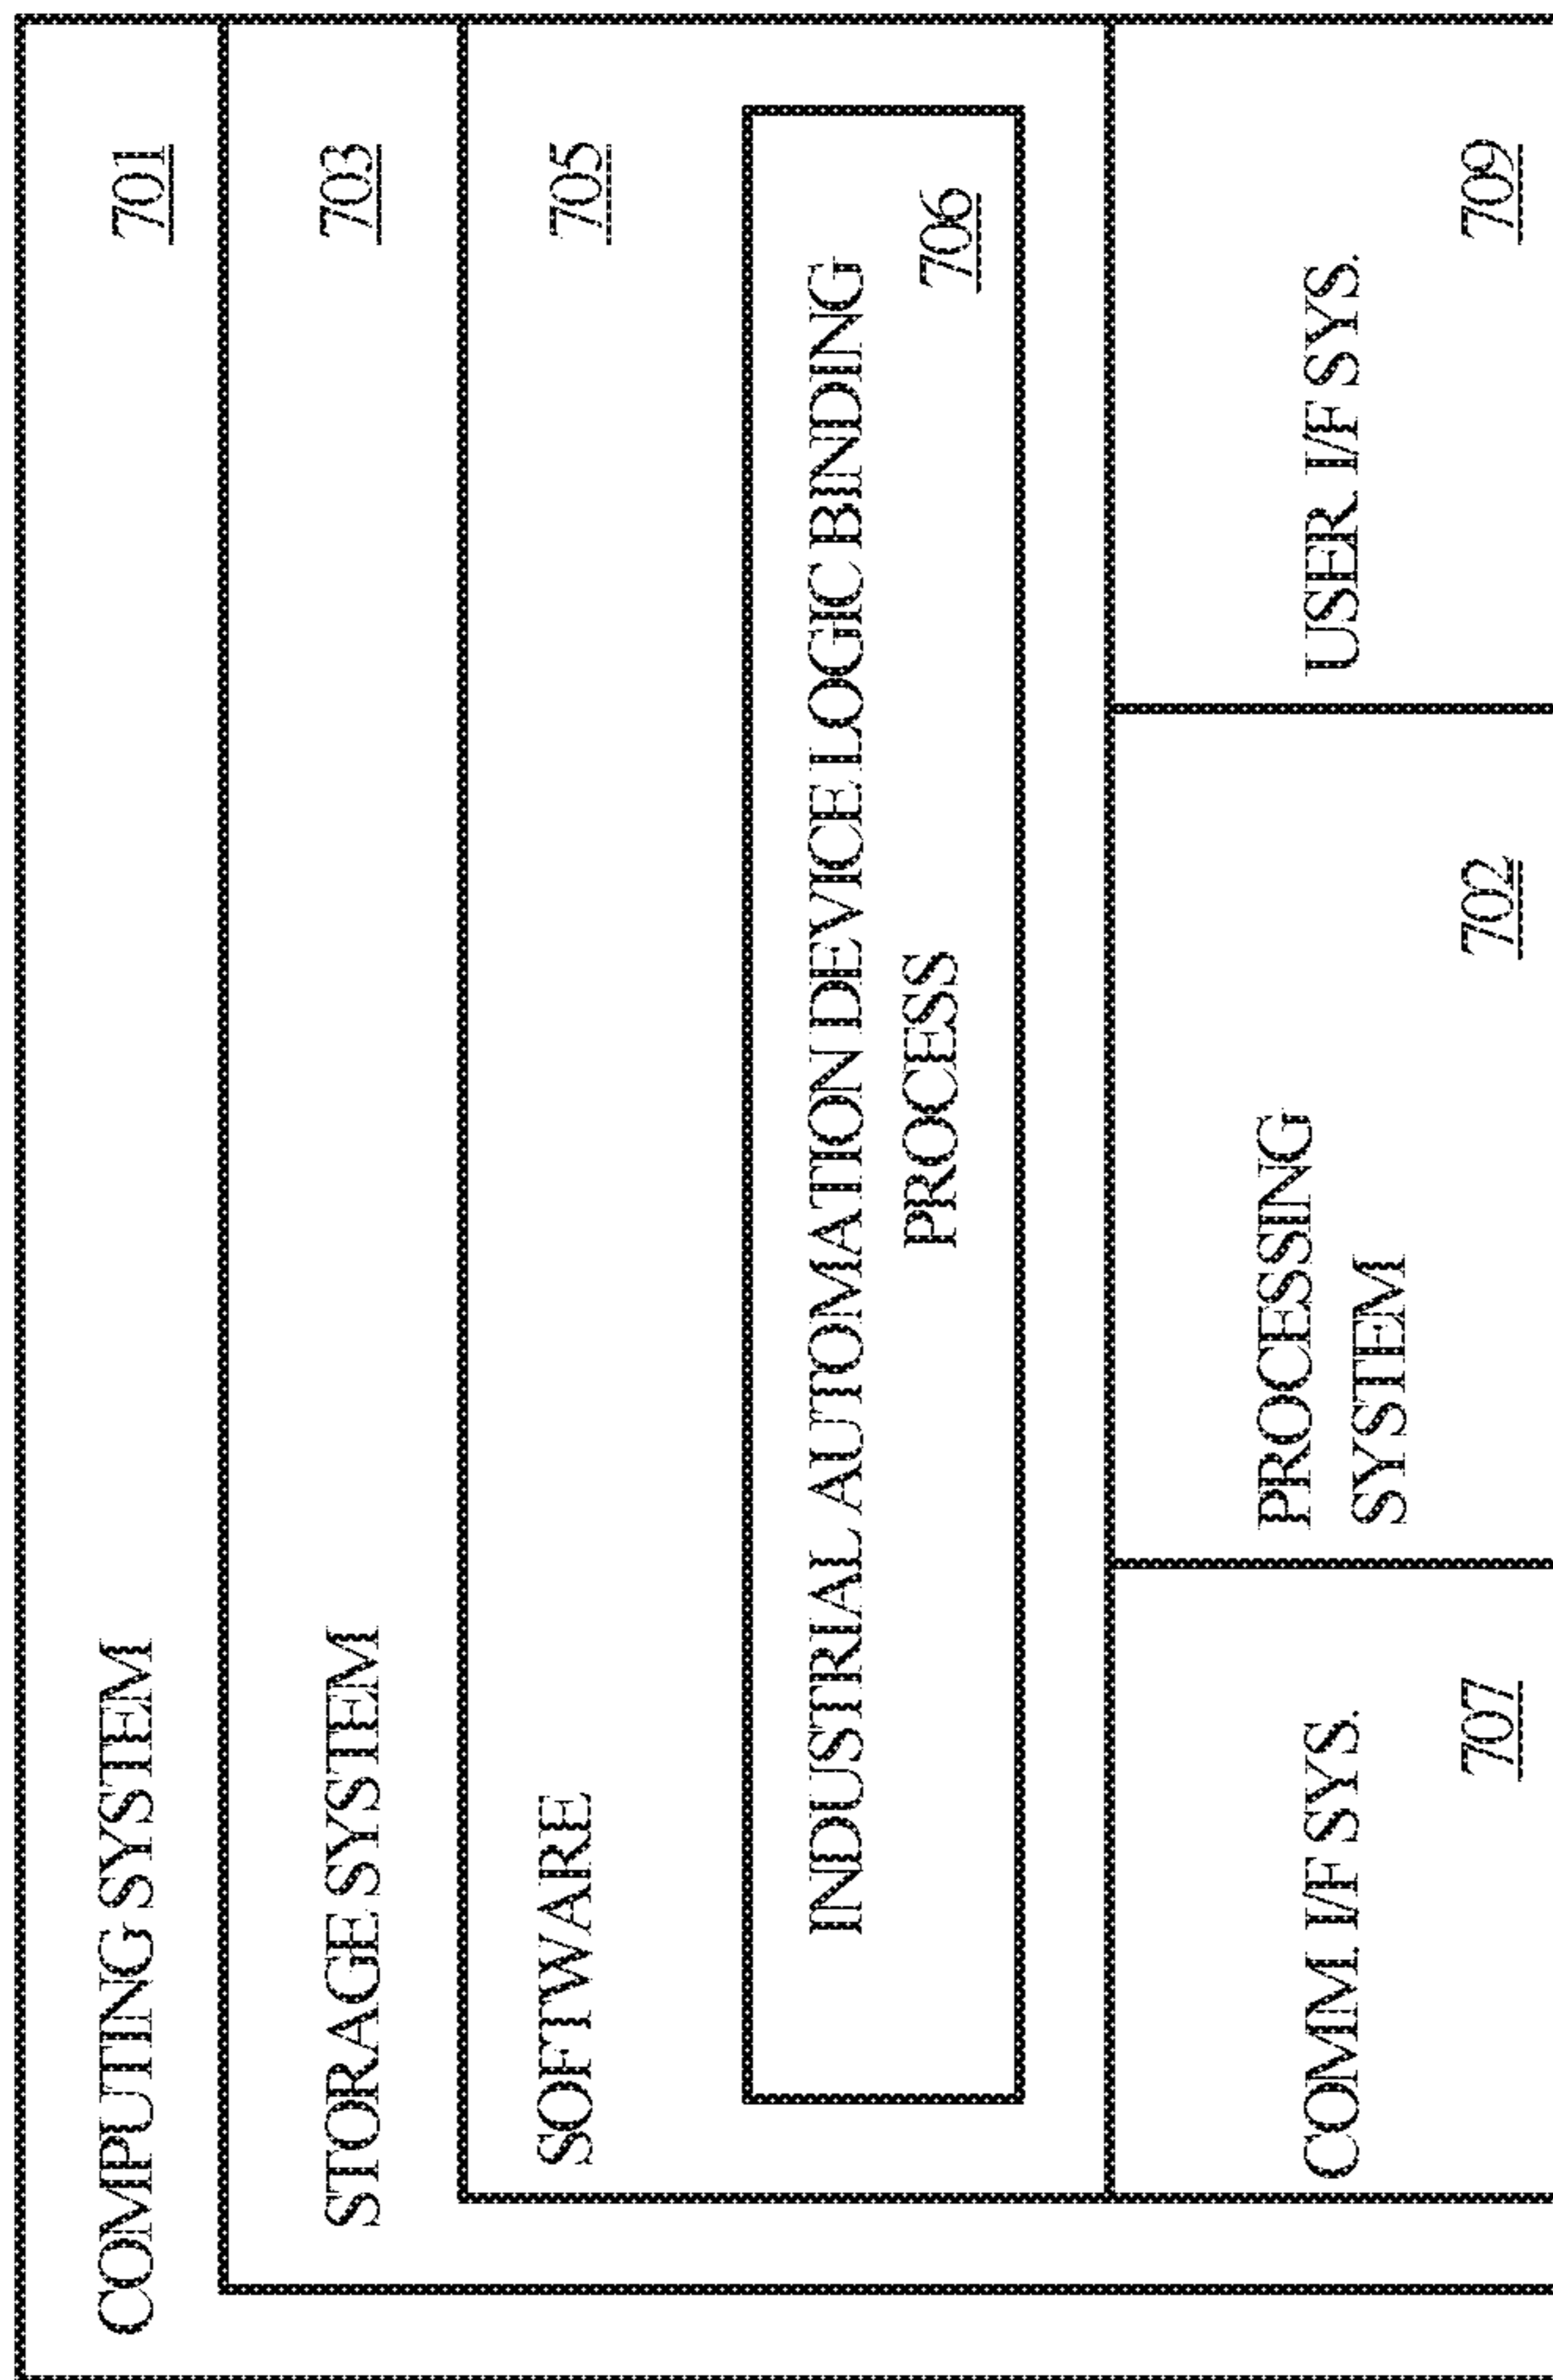 COMPUTING SYSTEM
701
STORAGE SYSTEM
703
SOFTWARE
705
INDUSTRIAL AUTOMATION DEVICE LOGIC BINDING
PROCESS
706
COMM. I/F SYS.
707
PROCESSING
SYSTEM
702
USER I/F SYS.
709